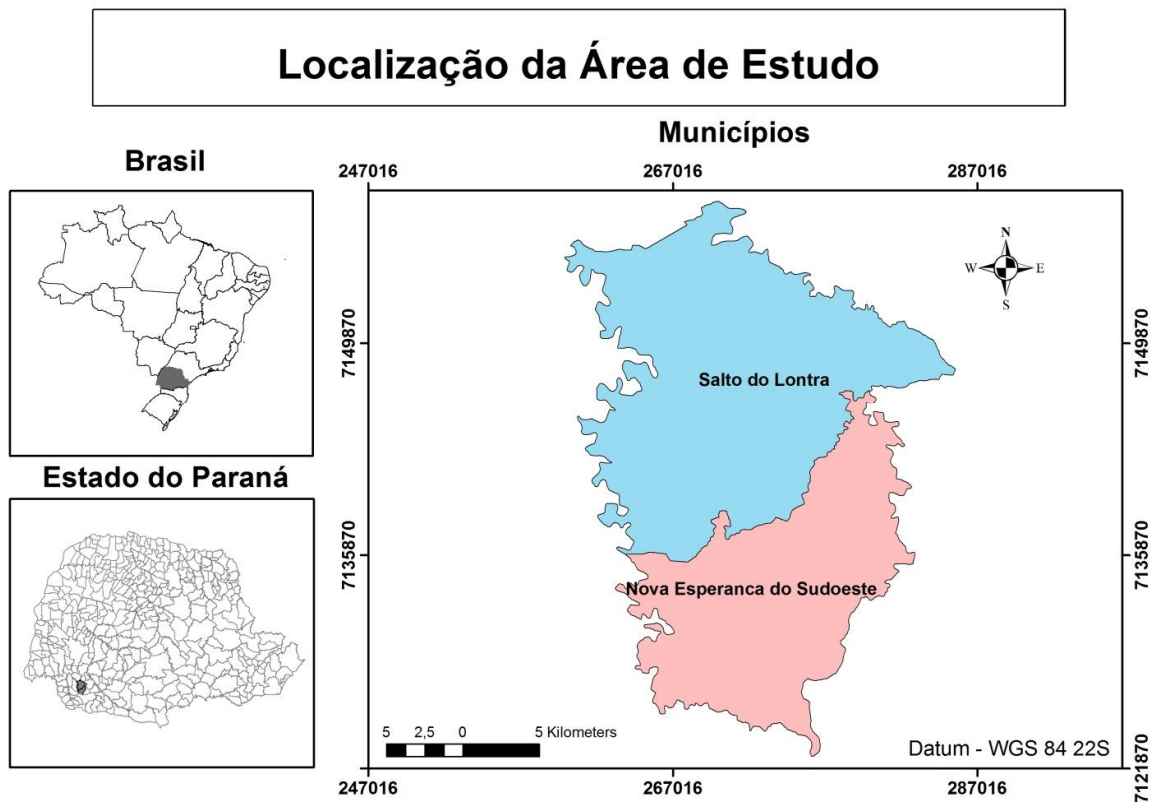 Localização da Área de Estudo
Brasil
Estado do Paraná
Municípios
247016 267016 287016
7149870 7149870
7135870 7135870
7121870
N
W E
S
Salto do Lontra
Nova Esperanca do Sudoeste
5 2,5 0 5 Kilometers
Datum - WGS 84 22S
247016 267016 287016